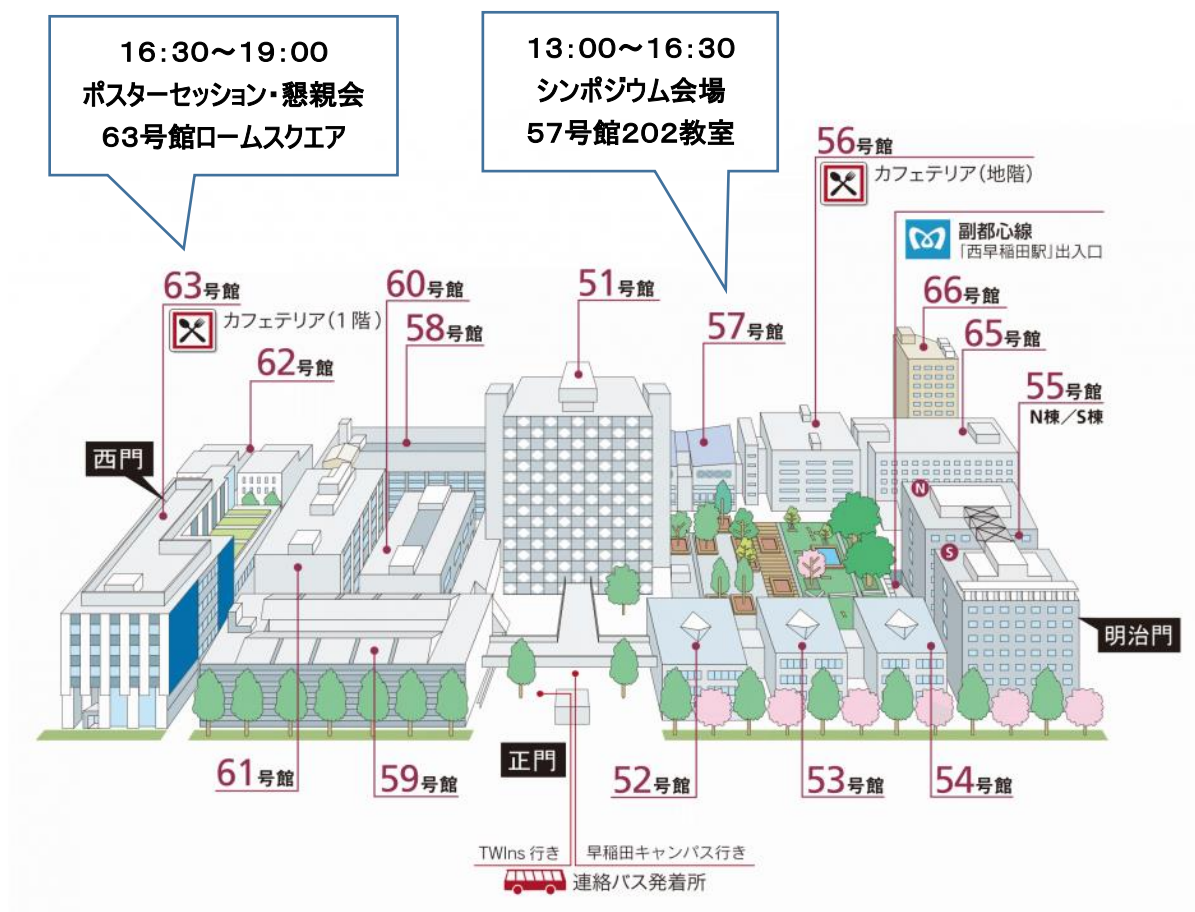 16：30～19：00
ポスターセッション・懇親会
63号館ロームスクエア
13：00～16：30
シンポジウム会場
57号館202教室
56号館
カフェテリア（地階）
副都心線
「西早稲田駅」出入口
63号館
カフェテリア（1階）
60号館
51号館
66号館
58号館
57号館
65号館
62号館
55号館
N棟／S棟
西門
N
S
明治門
正門
61号館
59号館
52号館
53号館
54号館
TWIns 行き
早稲田キャンパス行き
連絡バス発着所